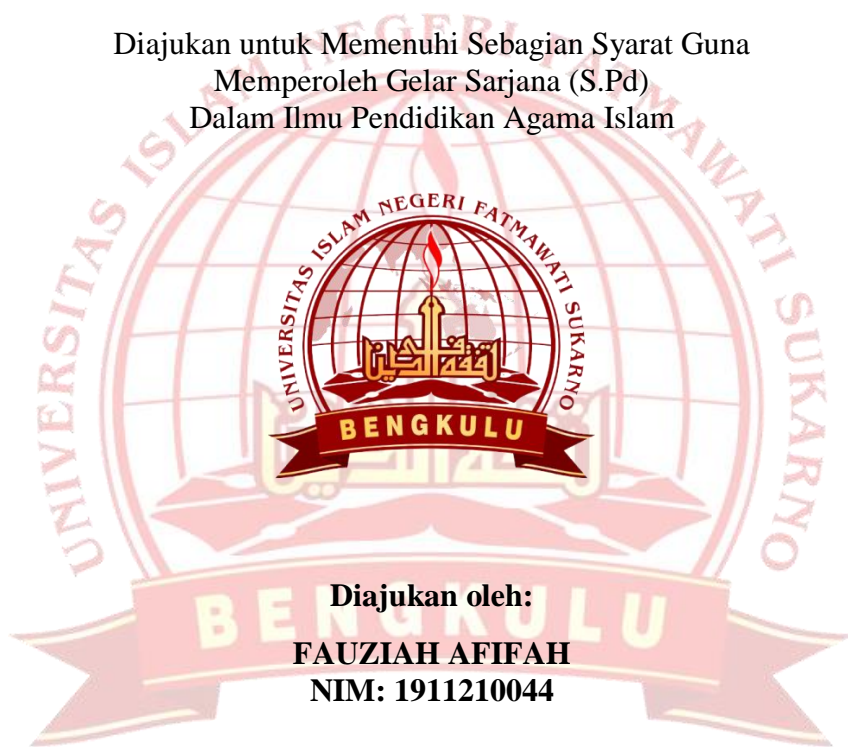 Diajukan untuk Memenuhi Sebagian Syarat Guna
Memperoleh Gelar Sarjana (S.Pd)
Dalam Ilmu Pendidikan Agama Islam
UNIVERSITAS ISLAM NEGERI FATMAWATI SUKARNO
BENGKULU
Diajukan oleh:
FAUZIAH AFIFAH
NIM: 1911210044